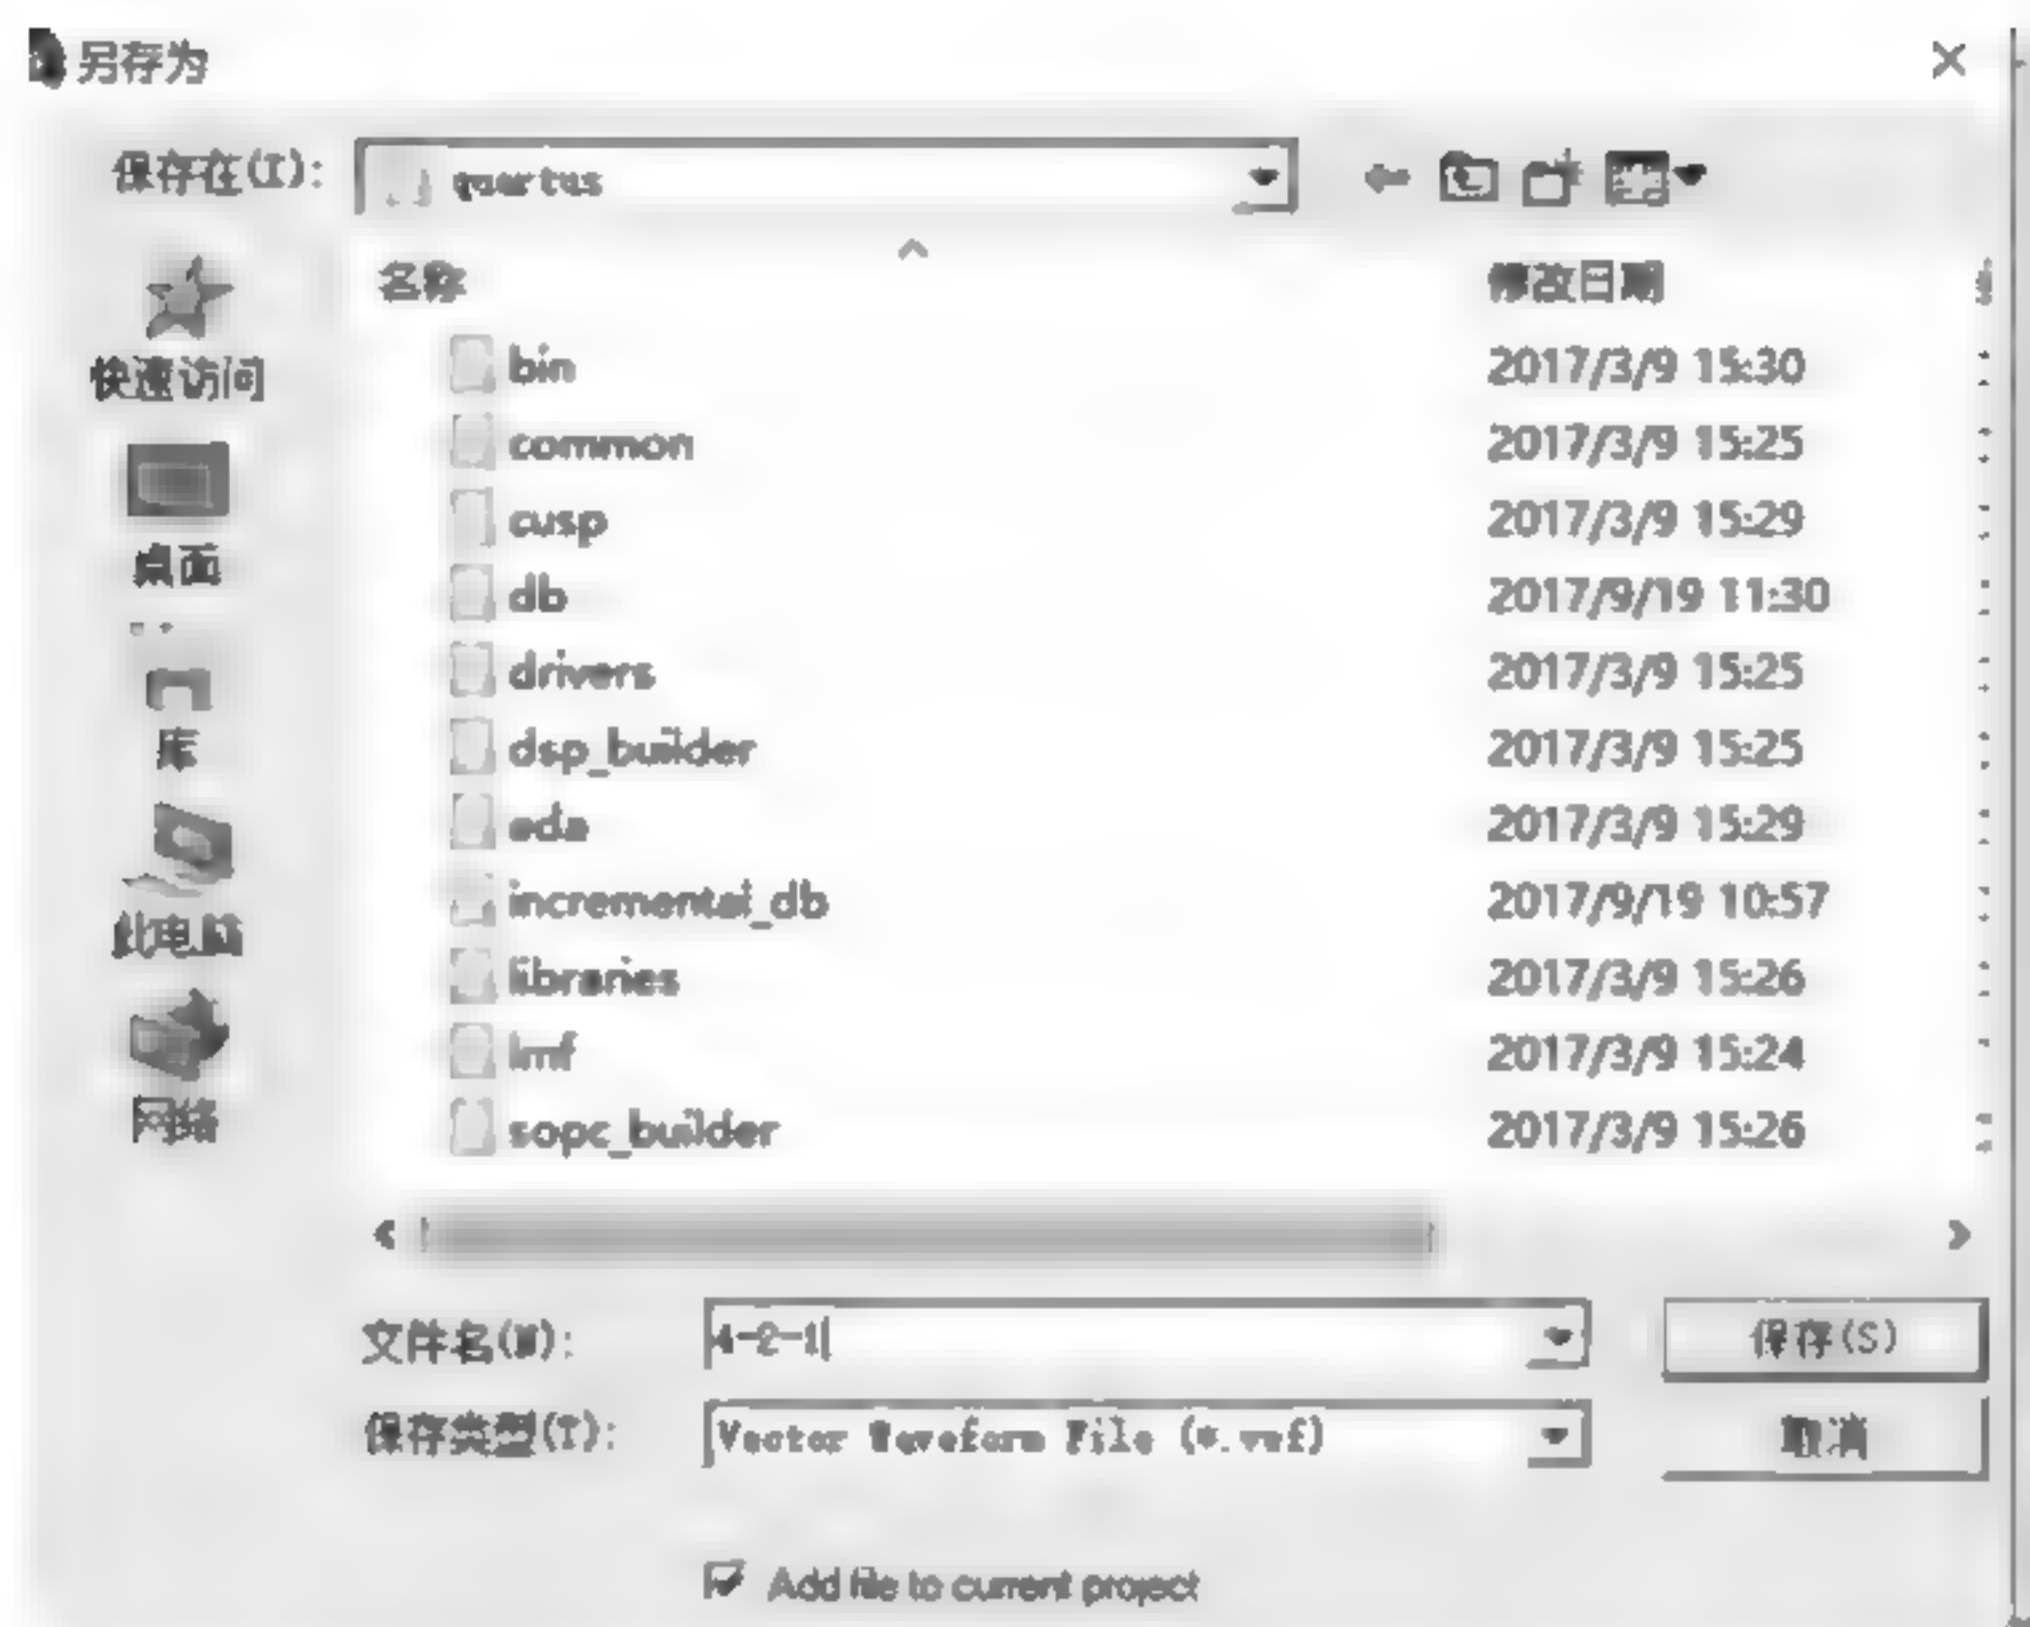 另存为
保存在(I):
quartus
名称 修改日期
bin 2017/3/9 15:30
common 2017/3/9 15:25
cusp 2017/3/9 15:29
db 2017/9/19 11:30
drivers 2017/3/9 15:25
dsp_builder 2017/3/9 15:25
eda 2017/3/9 15:29
incremental_db 2017/9/19 10:57
libraries 2017/3/9 15:26
lmf 2017/3/9 15:24
sopc_builder 2017/3/9 15:26
快速访问
桌面
库
此电脑
网络
文件名(N): 4-2-1 保存(S)
保存类型(T): Vector Waveform File (*.vwf) 取消
Add file to current project